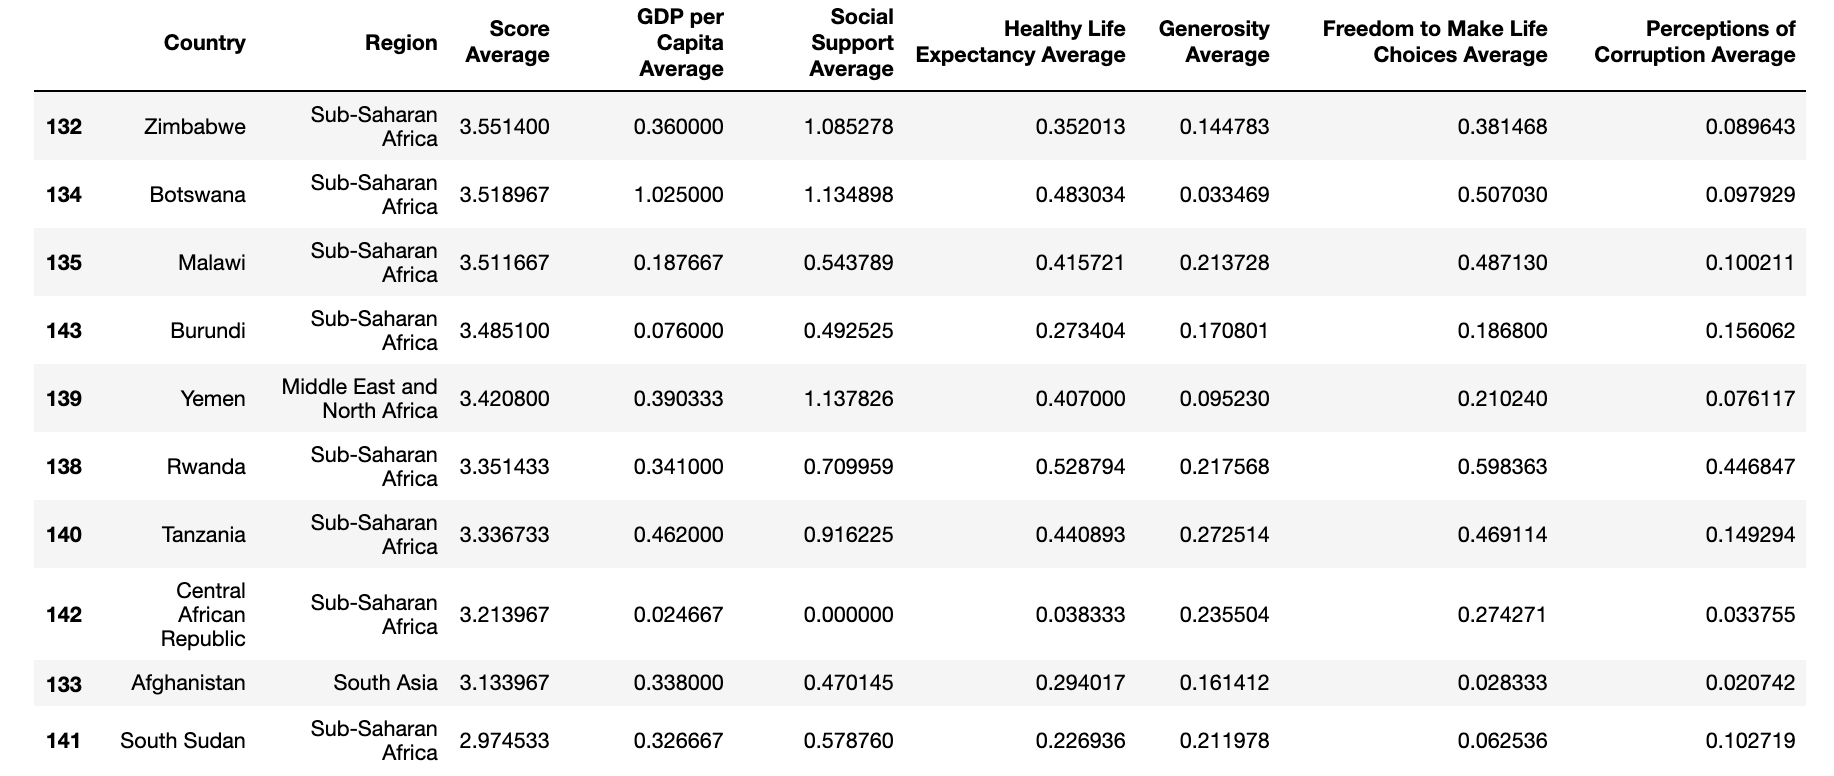 Country Region Score Average GDP per Capita Average Social Support Average Healthy Life Expectancy Average Generosity Average Freedom to Make Life Choices Average Perceptions of Corruption Average
132 Zimbabwe Sub-Saharan Africa 3.551400 0.360000 1.085278 0.352013 0.144783 0.381468 0.089643
134 Botswana Sub-Saharan Africa 3.518967 1.025000 1.134898 0.483034 0.033469 0.507030 0.097929
135 Malawi Sub-Saharan Africa 3.511667 0.187667 0.543789 0.415721 0.213728 0.487130 0.100211
143 Burundi Sub-Saharan Africa 3.485100 0.076000 0.492525 0.273404 0.170801 0.186800 0.156062
139 Yemen Middle East and North Africa 3.420800 0.390333 1.137826 0.407000 0.095230 0.210240 0.076117
138 Rwanda Sub-Saharan Africa 3.351433 0.341000 0.709959 0.528794 0.217568 0.598363 0.446847
140 Tanzania Sub-Saharan Africa 3.336733 0.462000 0.916225 0.440893 0.272514 0.469114 0.149294
142 Central African Republic Sub-Saharan Africa 3.213967 0.024667 0.000000 0.038333 0.235504 0.274271 0.033755
133 Afghanistan South Asia 3.133967 0.338000 0.470145 0.294017 0.161412 0.028333 0.020742
141 South Sudan Sub-Saharan Africa 2.974533 0.326667 0.578760 0.226936 0.211978 0.062536 0.102719